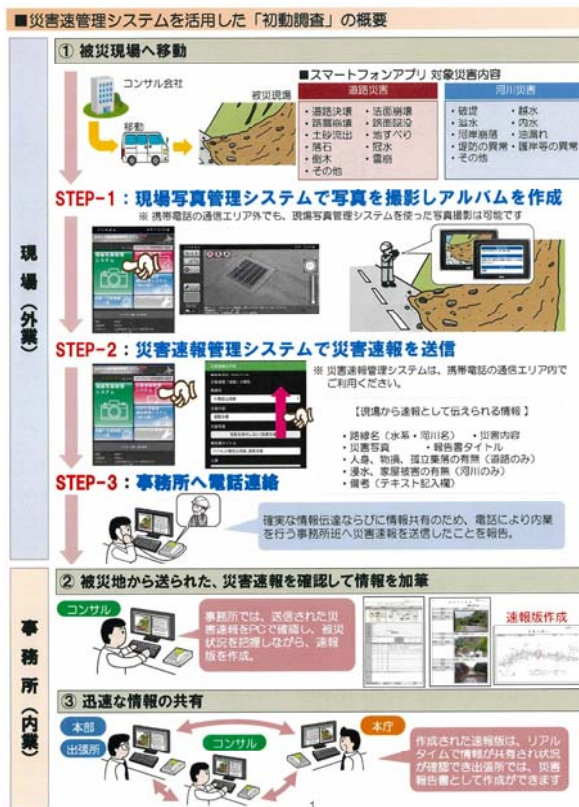 ■災害速管理システムを活用した「初動調査」の概要
現場(外業)
① 被災現場へ移動
コンサル会社
移動
被災現場
■スマートフォンアプリ 対象災害内容
道路災害
・道路決壊 ・法面崩壊
・路肩崩壊 ・路面陥没
・土砂流出 ・地すべり
・落石 ・冠水
・倒木 ・雪崩
・その他
河川災害
・破堤 ・越水
・溢水 ・内水
・河岸崩落 ・油漏れ
・堤防の異常 ・護岸等の異常
・その他
STEP-1:現場写真管理システムで写真を撮影しアルバムを作成
※ 携帯電話の通信エリア外でも、現場写真管理システムを使った写真撮影は可能です
STEP-2:災害速報管理システムで災害速報を送信
※ 災害速報管理システムは、携帯電話の通信エリア内で
ご利用ください。
【現場から速報として伝えられる情報 】
・路線名(水系・河川名) ・災害内容
・災害写真 ・報告書タイトル
・人身、物損、孤立集落の有無(道路のみ)
・浸水、家屋被害の有無(河川のみ)
・備考(テキスト記入欄)
STEP-3:事務所へ電話連絡
確実な情報伝達ならびに情報共有のため、電話により内業
を行う事務所班へ災害速報を送信したことを報告。
事務所(内業)
② 被災地から送られた、災害速報を確認して情報を加筆
コンサル
事務所では、送信された災
害速報をPCで確認し、被災
状況を把握しながら、速報
版を作成。
速報版作成
③ 迅速な情報の共有
本部
出張所
コンサル
本庁
作成された速報版は、リアル
タイムで情報が共有され状況
が確認でき出張所では、災害
報告書として作成ができます
1